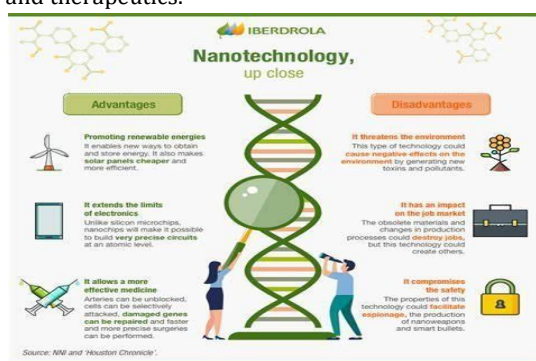 and therapeutics.
IBERDROLA
Nanotechnology,
up close
Advantages
Promoting renewable energies
It enables new ways to obtain
and store energy. It also makes
solar panels cheaper and
more efficient.
It extends the limits
of electronics
Unlike silicon microchips,
nanochips will make it possible
to build very precise circuits
at an atomic level.
It allows a more
effective medicine
Arteries can be unblocked,
cells can be selectively
attacked, damaged genes
can be repaired and faster
and more precise surgeries
can be performed.
Disadvantages
It threatens the environment
This type of technology could
cause negative effects on the
environment by generating new
toxins and pollutants.
It has an impact
on the job market
The obsolete materials and
changes in production
processes could destroy jobs,
but this technology could
create others.
It compromises
the safety
The properties of this
technology could facilitate
espionage, the production
of nanoweapons
and smart bullets.
Source: NNI and 'Houston Chronicle'.